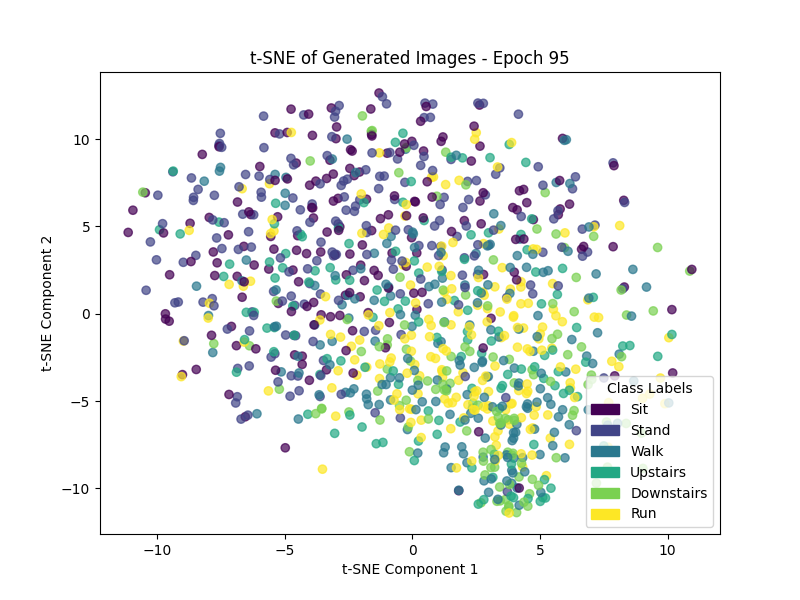 t-SNE of Generated Images - Epoch 95
t-SNE Component 2
10
5
0
−5
−10
Class Labels
Sit
Stand
Walk
Upstairs
Downstairs
Run
−10
−5
0
5
10
t-SNE Component 1